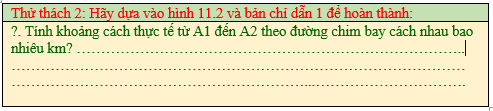 Thử thách 2: Hãy dựa vào hình 11.2 và bản chỉ dẫn 1 để hoàn thành:
?. Tính khoảng cách thực tế từ A1 đến A2 theo đường chim bay cách nhau bao
nhiêu km? ……………………………………………………………………
…………………………………………………………………………………
…………………………………………………………………………………